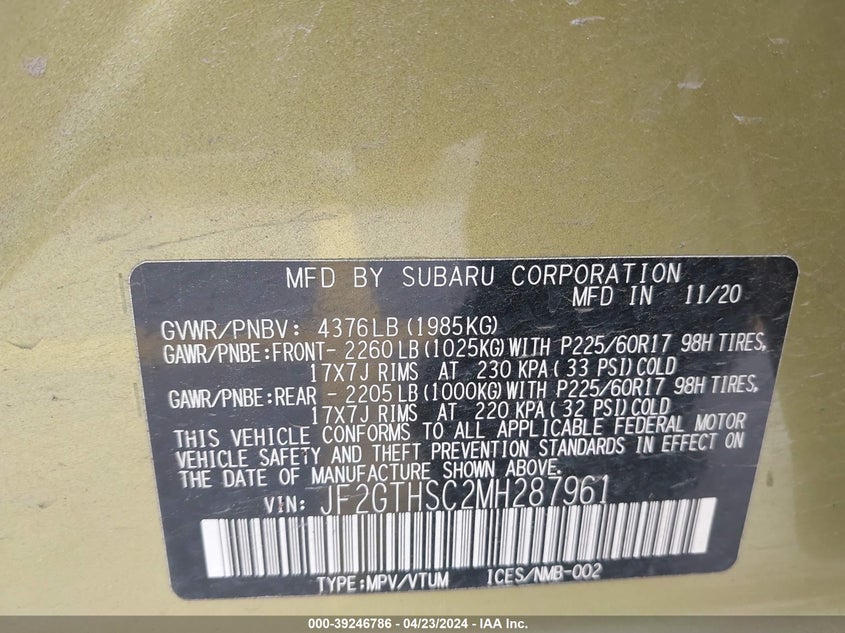 MFD BY SUBARU CORPORATION
MFD IN 11/20
GVWR/PNBV: 4376LB(1985KG)
GAWR/PNBE:FRONT- 2260LB(1025KG)WITH P225/60R17 98H TIRES,
17X7J RIMS AT 230 KPA(33 PSI)COLD
GAWR/PNBE:REAR - 2205LB(1000KG)WITH P225/60R17 98H TIRES,
17X7J RIMS AT 220 KPA(32 PSI)COLD
THIS VEHICLE CONFORMS TO ALL APPLICABLE FEDERAL MOTOR
VEHICLE SAFETY AND THEFT PREVENTION STANDARDS IN EFFECT ON
THE DATE OF MANUFACTURE SHOWN ABOVE.
VIN: JF2GTHSC2MH287961
TYPE:MPV/VTUM ICES/NMB-002
000-39246786 - 04/23/2024 - IAA Inc.